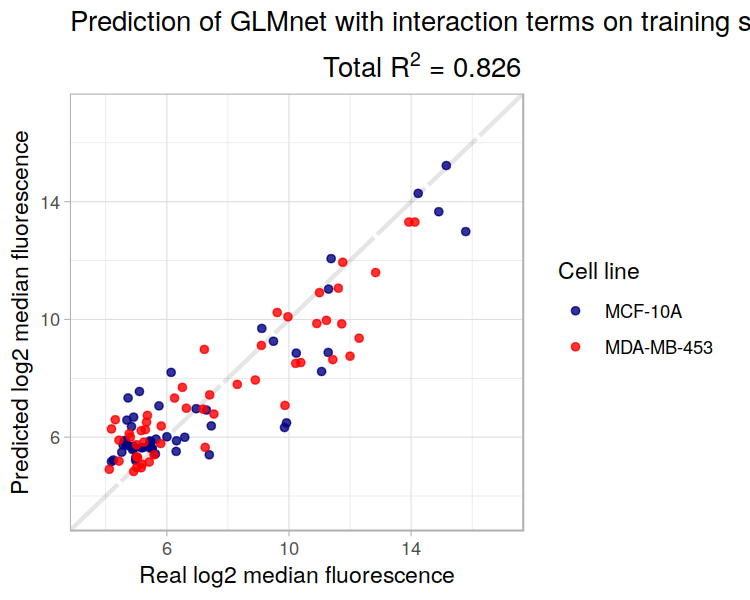 Prediction of GLMnet with interaction terms on training s
Total R² = 0.826
Predicted log2 median fluorescence
14
10
6
6 10 14
Real log2 median fluorescence
Cell line
MCF-10A
MDA-MB-453